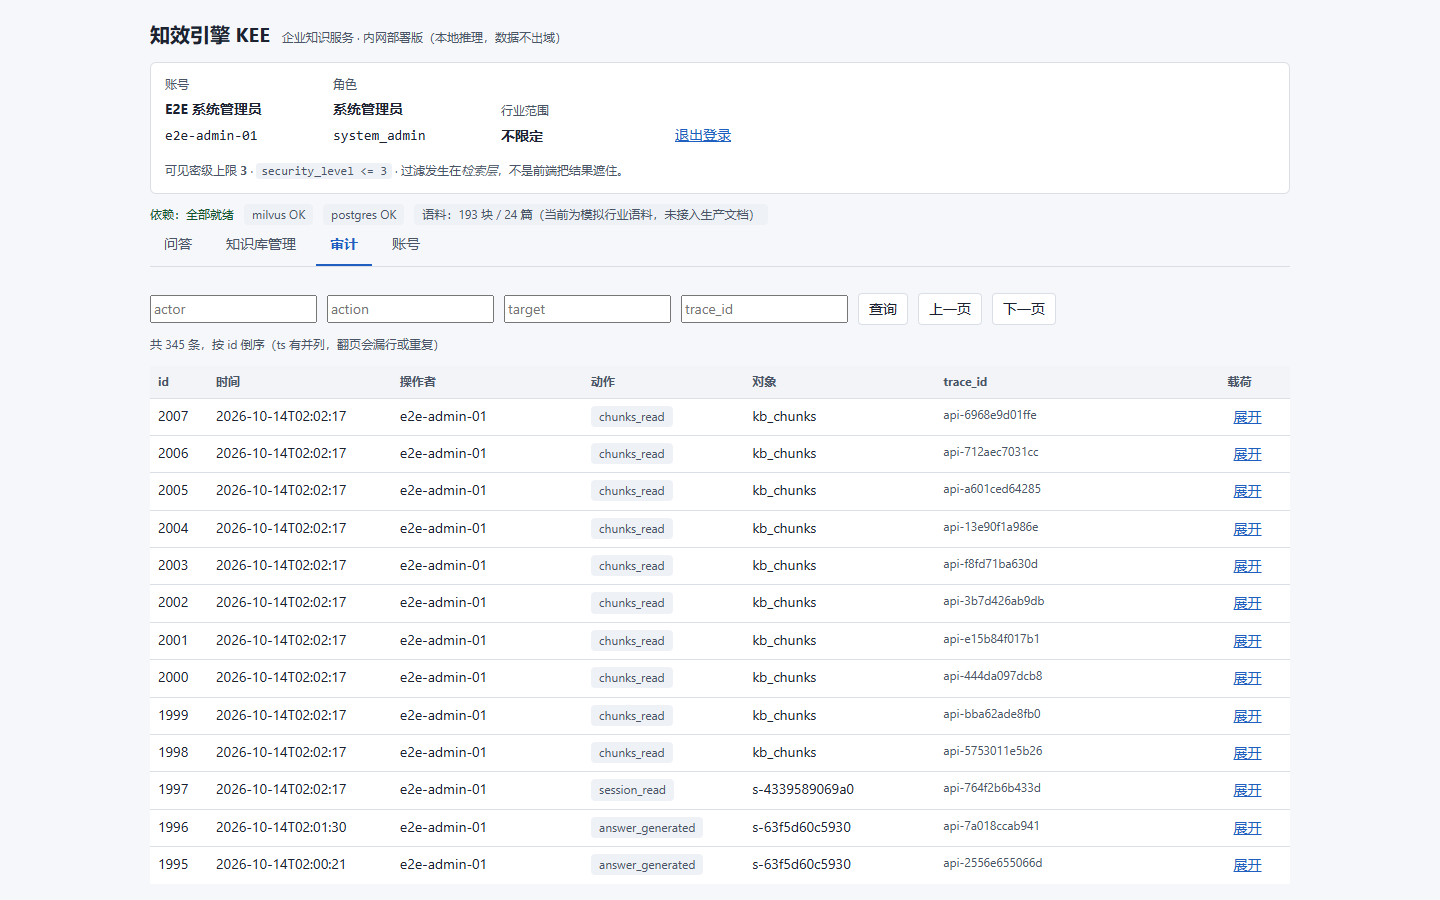 知效引擎 KEE 企业知识服务 · 内网部署版（本地推理，数据不出域）
账号 角色
E2E 系统管理员 系统管理员 行业范围
e2e-admin-01 system_admin 不限定 退出登录
可见密级上限 3 · security_level <= 3 · 过滤发生在检索层，不是前端把结果遮住。
依赖：全部就绪 milvus OK postgres OK 语料：193 块 / 24 篇（当前为模拟行业语料，未接入生产文档）
问答 知识库管理 审计 账号
actor action target trace_id 查询 上一页 下一页
共 345 条，按 id 倒序（ts 有并列，翻页会漏行或重复）
id 时间 操作者 动作 对象 trace_id 载荷
2007 2026-10-14T02:02:17 e2e-admin-01 chunks_read kb_chunks api-6968e9d01ffe 展开
2006 2026-10-14T02:02:17 e2e-admin-01 chunks_read kb_chunks api-712aec7031cc 展开
2005 2026-10-14T02:02:17 e2e-admin-01 chunks_read kb_chunks api-a601ced64285 展开
2004 2026-10-14T02:02:17 e2e-admin-01 chunks_read kb_chunks api-13e90f1a986e 展开
2003 2026-10-14T02:02:17 e2e-admin-01 chunks_read kb_chunks api-f8fd71ba630d 展开
2002 2026-10-14T02:02:17 e2e-admin-01 chunks_read kb_chunks api-3b7d426ab9db 展开
2001 2026-10-14T02:02:17 e2e-admin-01 chunks_read kb_chunks api-e15b84f017b1 展开
2000 2026-10-14T02:02:17 e2e-admin-01 chunks_read kb_chunks api-444da097dcb8 展开
1999 2026-10-14T02:02:17 e2e-admin-01 chunks_read kb_chunks api-bba62ade8fb0 展开
1998 2026-10-14T02:02:17 e2e-admin-01 chunks_read kb_chunks api-5753011e5b26 展开
1997 2026-10-14T02:02:17 e2e-admin-01 session_read s-4339589069a0 api-764f2b6b433d 展开
1996 2026-10-14T02:01:30 e2e-admin-01 answer_generated s-63f5d60c5930 api-7a018ccab941 展开
1995 2026-10-14T02:00:21 e2e-admin-01 answer_generated s-63f5d60c5930 api-2556e655066d 展开